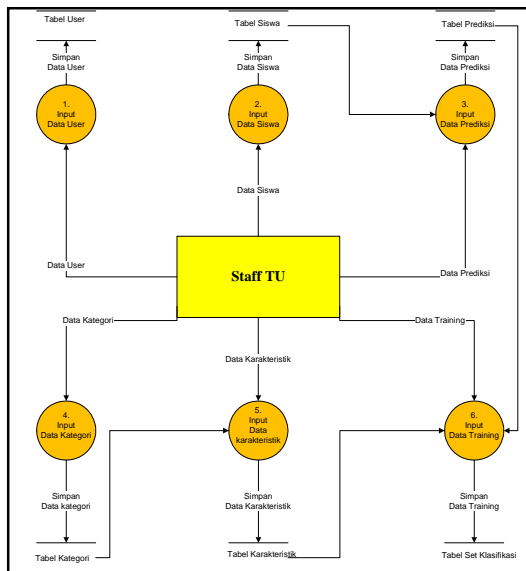 Tabel User
Tabel Siswa
Tabel Prediksi
Simpan
Data User
Simpan
Data Siswa
Simpan
Data Prediksi
1.
Input
Data User
2.
Input
Data Siswa
3.
Input
Data Prediksi
Data Siswa
Data User
Staff TU
Data Prediksi
Data Kategori
Data Training
Data Karakteristik
4.
Input
Data Kategori
5.
Input
Data
karakteristik
6.
Input
Data Training
Simpan
Data kategori
Simpan
Data Karakteristik
Simpan
Data Training
Tabel Kategori
Tabel Karakteristik
Tabel Set Klasifikasi